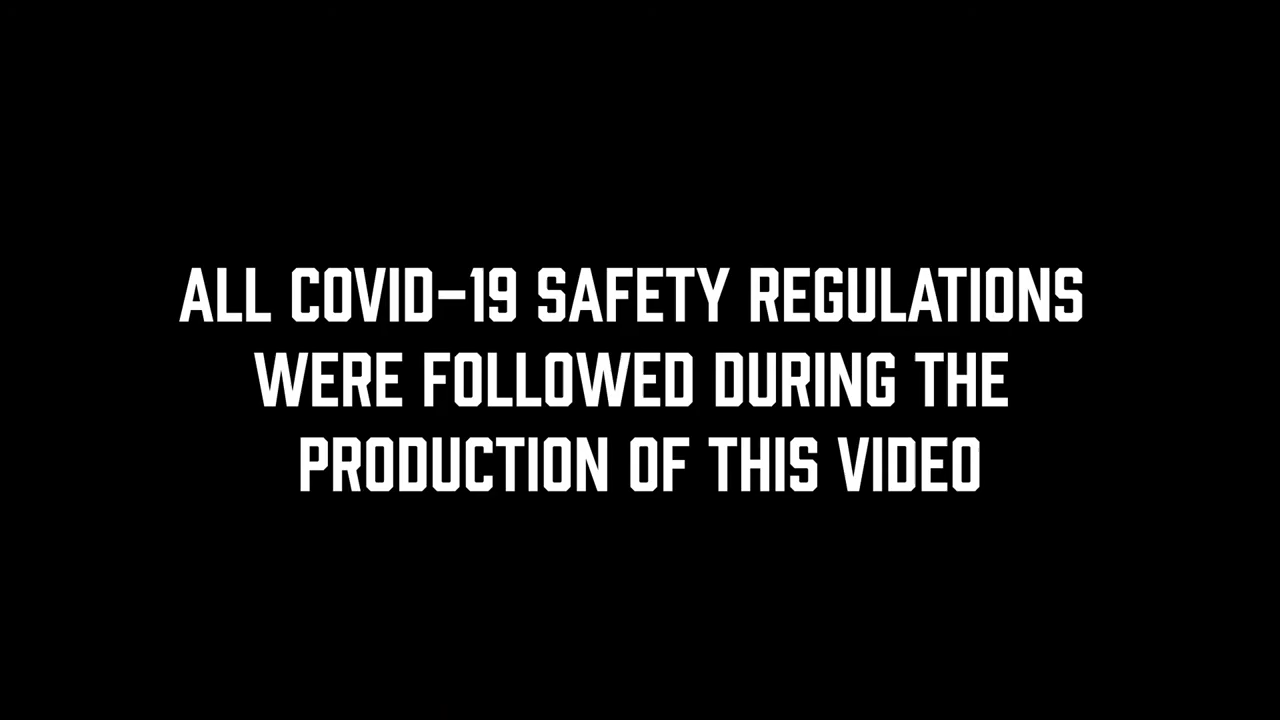 ALL COVID-19 SAFETY REGULATIONS
WERE FOLLOWED DURING THE
PRODUCTION OF THIS VIDEO